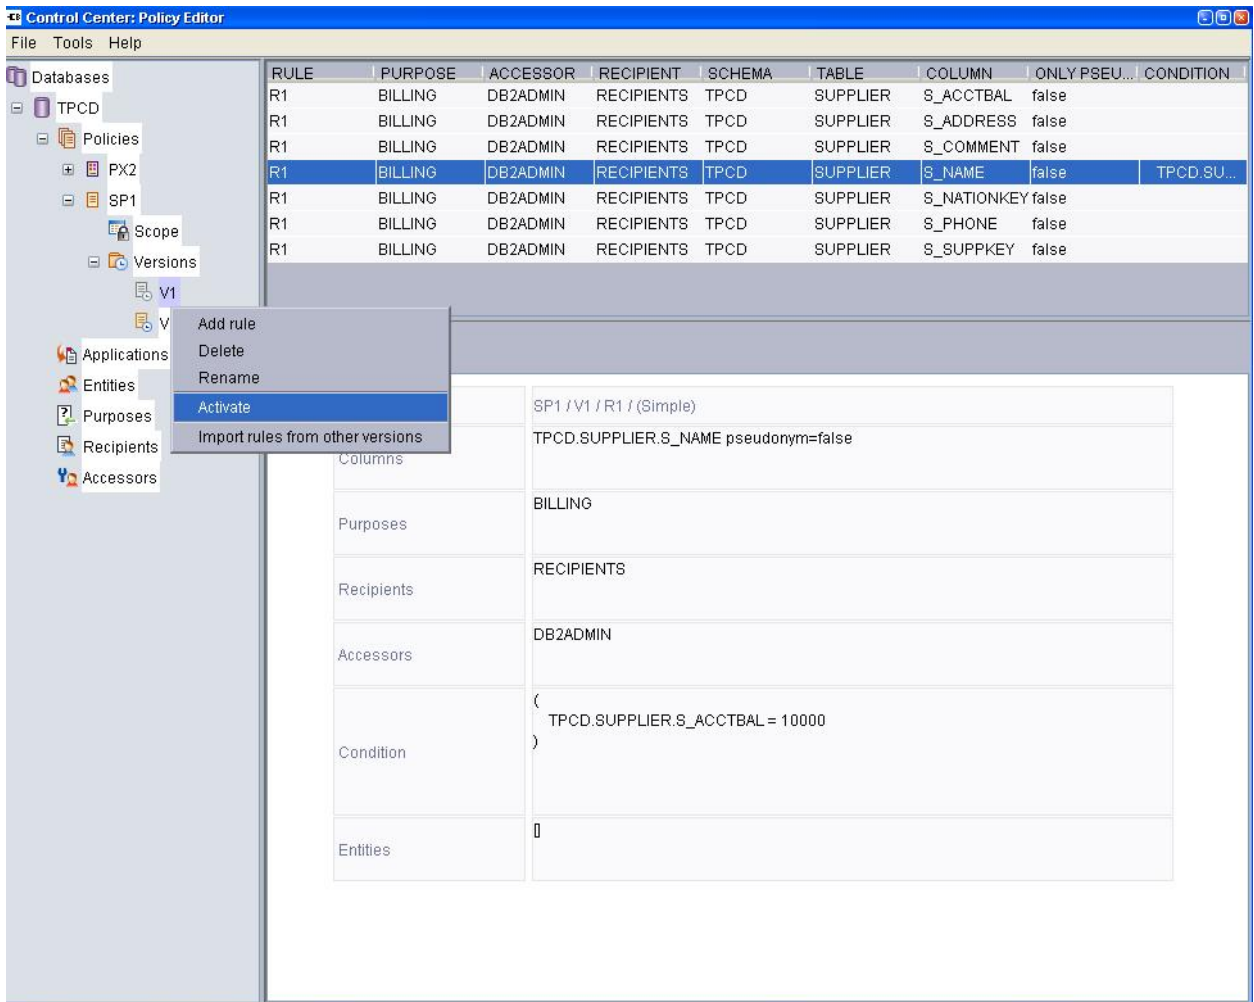 Control Center: Policy Editor
File Tools Help
Databases
TPCD
Policies
PX2
SP1
Scope
Versions
V1
V
Applications
Entities
Purposes
Recipients
Accessors
Add rule
Delete
Rename
Activate
Import rules from other versions
RULE PURPOSE ACCESSOR RECIPIENT SCHEMA TABLE COLUMN ONLY PSEU... CONDITION
R1 BILLING DB2ADMIN RECIPIENTS TPCD SUPPLIER S_ACCTBAL false
R1 BILLING DB2ADMIN RECIPIENTS TPCD SUPPLIER S_ADDRESS false
R1 BILLING DB2ADMIN RECIPIENTS TPCD SUPPLIER S_COMMENT false
R1 BILLING DB2ADMIN RECIPIENTS TPCD SUPPLIER S_NAME false TPCD.SU...
R1 BILLING DB2ADMIN RECIPIENTS TPCD SUPPLIER S_NATIONKEY false
R1 BILLING DB2ADMIN RECIPIENTS TPCD SUPPLIER S_PHONE false
R1 BILLING DB2ADMIN RECIPIENTS TPCD SUPPLIER S_SUPPKEY false
SP1 / V1 / R1 / (Simple)
Columns TPCD.SUPPLIER.S_NAME pseudonym=false
Purposes BILLING
Recipients RECIPIENTS
Accessors DB2ADMIN
Condition (
TPCD.SUPPLIER.S_ACCTBAL = 10000
)
Entities []